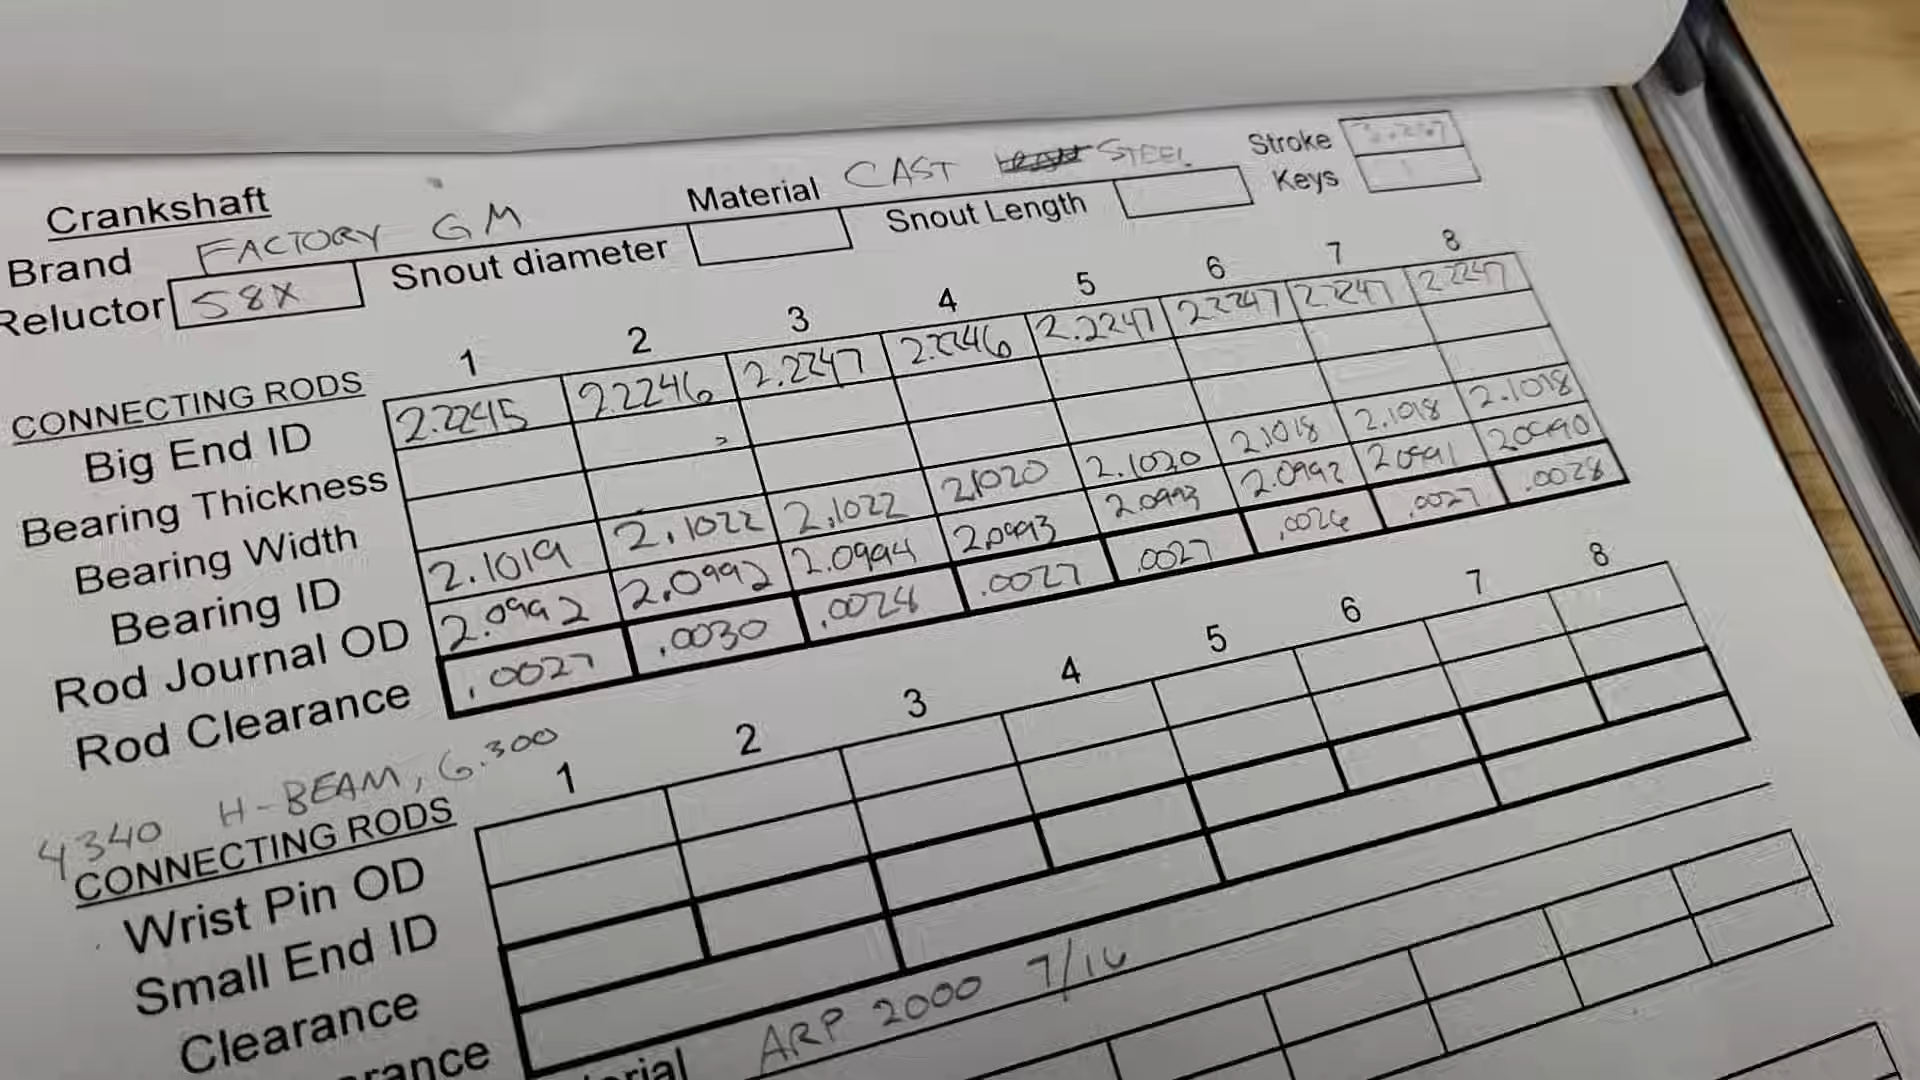 Crankshaft
Brand FACTORY GM Material CAST STEEL Stroke
Reluctor 58X Snout diameter Snout Length Keys 1
1 2 3 4 5 6 7 8
CONNECTING RODS
Big End ID 2.2245 2.2246 2.2247 2.2246 2.2247 2.2247 2.2247 2.2247
Bearing Thickness
Bearing Width
Bearing ID 2.1019 2.1022 2.1022 2.1020 2.1020 2.1018 2.1018 2.1018
Rod Journal OD 2.0992 2.0992 2.0994 2.0993 2.0993 2.0992 2.0991 2.0990
Rod Clearance .0027 .0030 .0028 .0027 .0027 .0026 .0027 .0028
4340 H-BEAM, 6.300
1 2 3 4 5 6 7 8
CONNECTING RODS
Wrist Pin OD
Small End ID
Clearance
ARP 2000 7/16